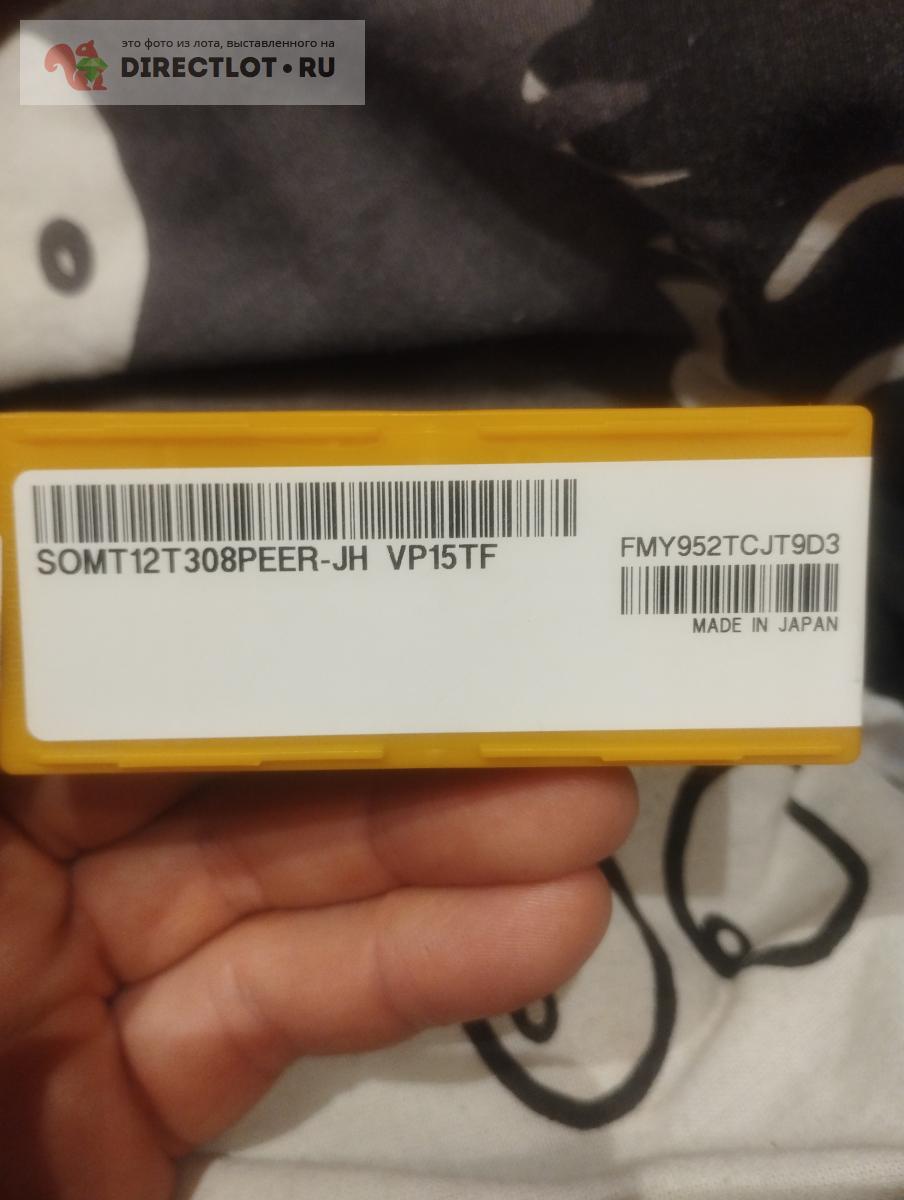 это фото из лота, выставленного на
DIRECTLOT•RU
SOMT12T308PEER-JH VP15TF
FMY952TCJT9D3
MADE IN JAPAN